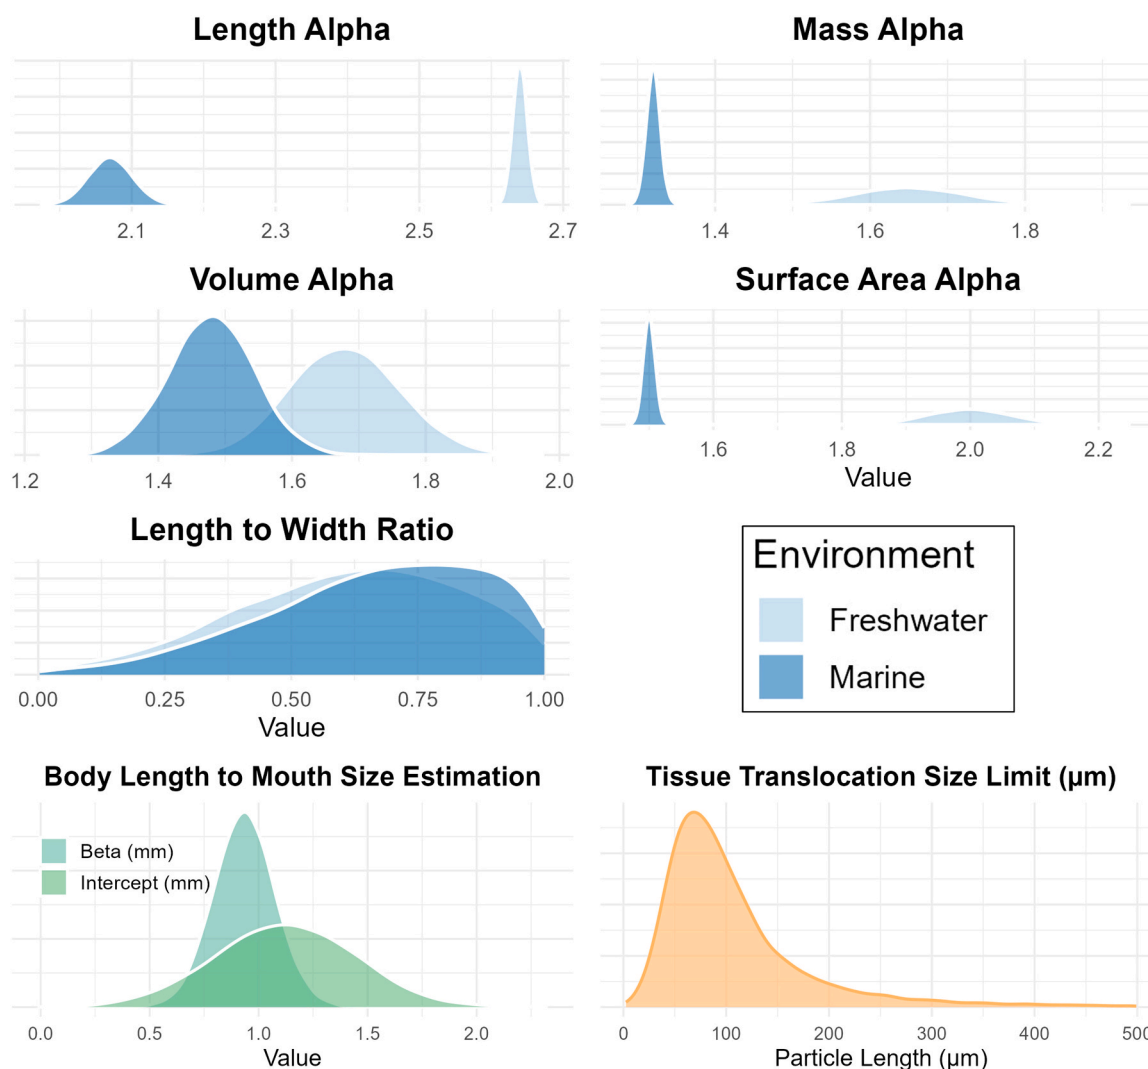 Length Alpha
2.1 2.3 2.5 2.7
Mass Alpha
1.4 1.6 1.8
Volume Alpha
1.2 1.4 1.6 1.8 2.0
Surface Area Alpha
1.6 1.8 2.0 2.2
Value
Length to Width Ratio
0.00 0.25 0.50 0.75 1.00
Value
Environment
Freshwater
Marine
Body Length to Mouth Size Estimation
Beta (mm)
Intercept (mm)
0.0 0.5 1.0 1.5 2.0
Value
Tissue Translocation Size Limit (µm)
0 100 200 300 400 500
Particle Length (µm)